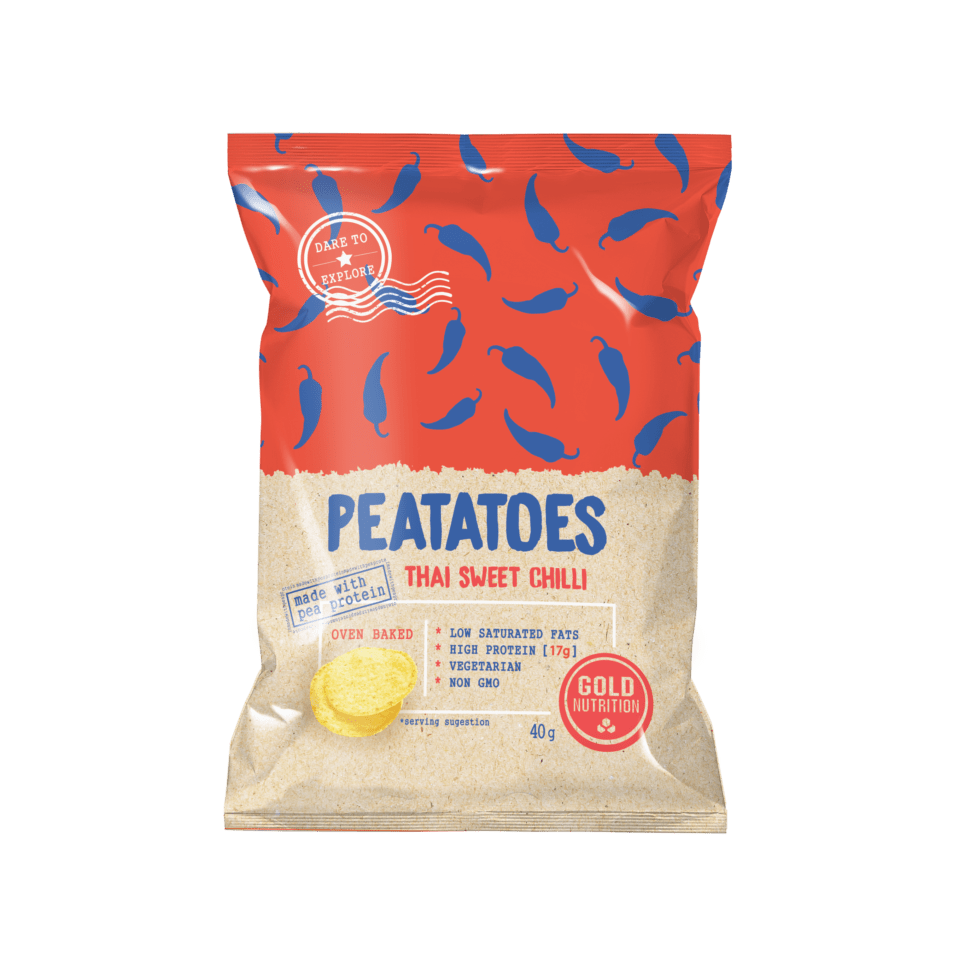 DARE TO
EXPLORE
PEATATOES
THAI SWEET CHILLI
made with
pea protein
OVEN BAKED
* LOW SATURATED FATS
* HIGH PROTEIN [17g]
* VEGETARIAN
* NON GMO
*serving sugestion
40g
GOLD
NUTRITION